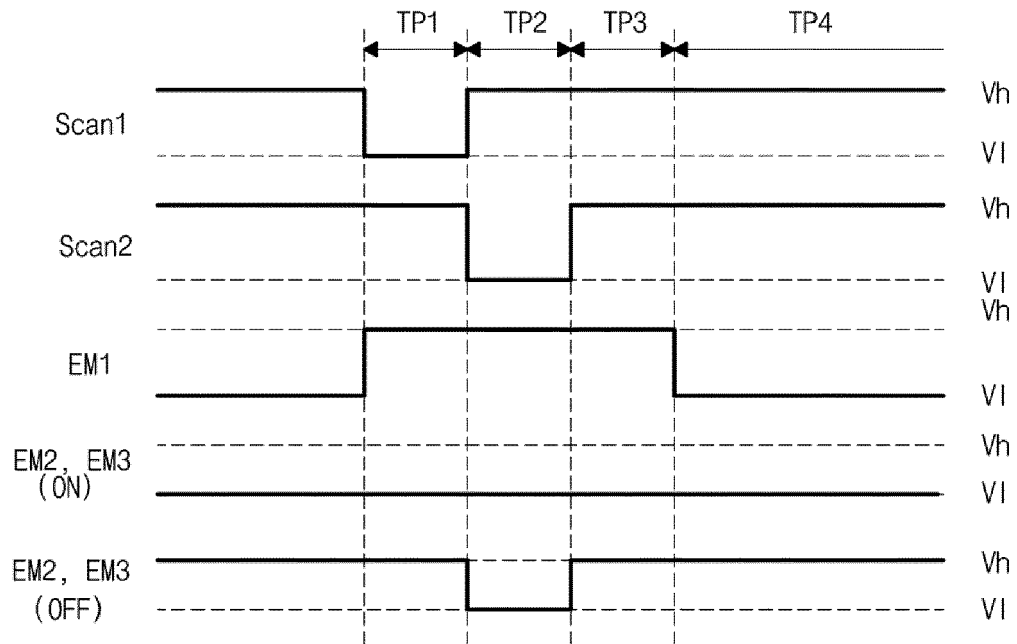 TP1 TP2 TP3 TP4
Vh
Scan1
Vl
Vh
Scan2
Vl
Vh
EM1
Vl
Vh
EM2, EM3
(ON)
Vl
Vh
EM2, EM3
(OFF)
Vl